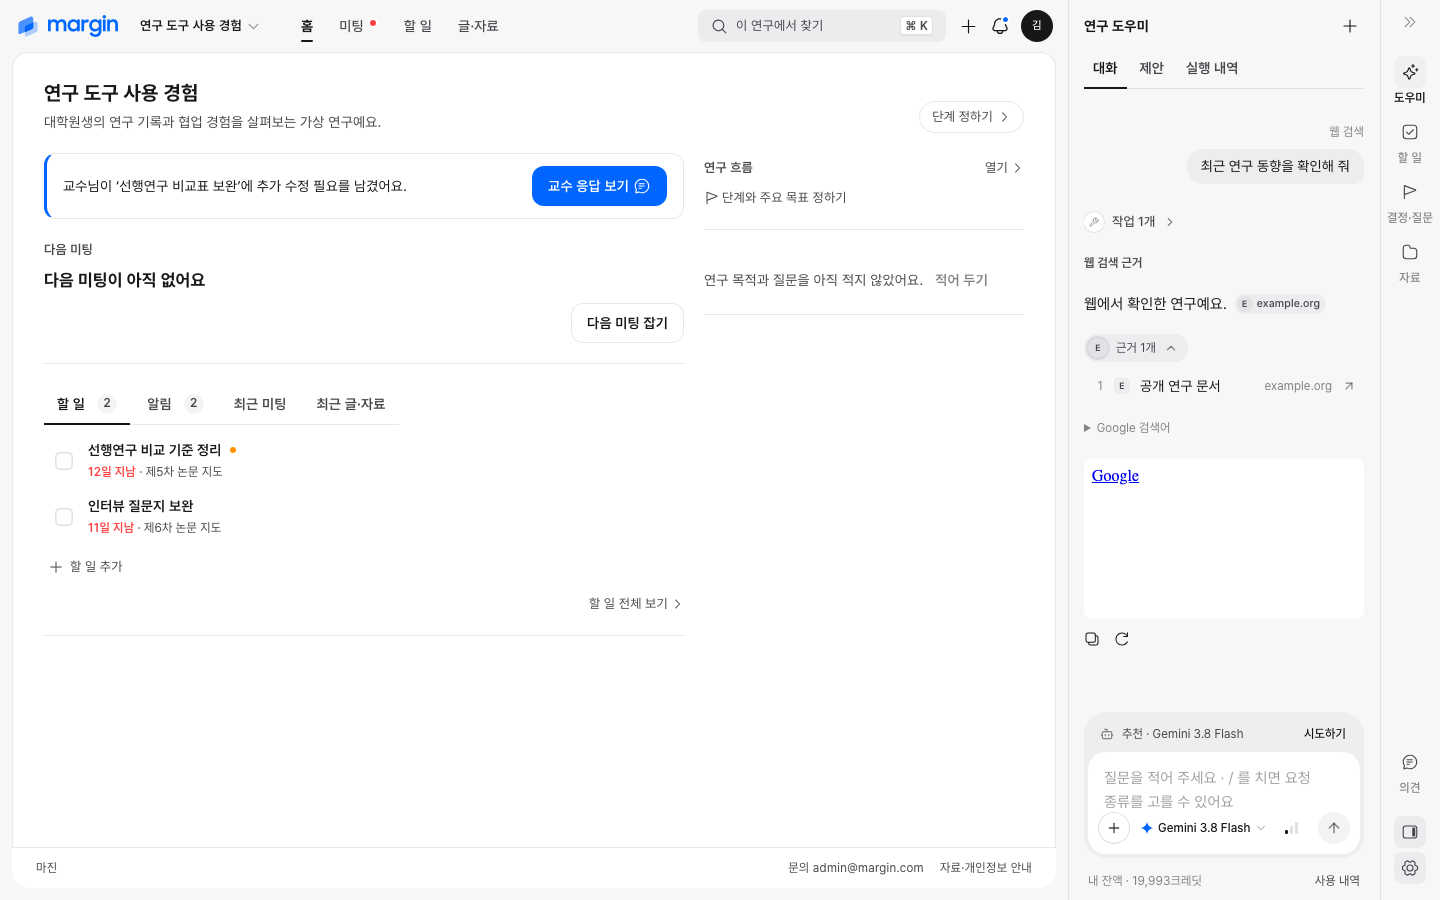 margin
연구 도구 사용 경험
홈
미팅
할 일
글·자료
이 연구에서 찾기
⌘ K
김
연구 도구 사용 경험
대학원생의 연구 기록과 협업 경험을 살펴보는 가상 연구예요.
단계 정하기
교수님이 ‘선행연구 비교표 보완’에 추가 수정 필요를 남겼어요.
교수 응답 보기
다음 미팅
다음 미팅이 아직 없어요
다음 미팅 잡기
연구 흐름
열기
단계와 주요 목표 정하기
연구 목적과 질문을 아직 적지 않았어요.
적어 두기
할 일 2
알림 2
최근 미팅
최근 글·자료
선행연구 비교 기준 정리
12일 지남 · 제5차 논문 지도
인터뷰 질문지 보완
11일 지남 · 제6차 논문 지도
할 일 추가
할 일 전체 보기
마진
문의 admin@margin.com
자료·개인정보 안내
연구 도우미
대화
제안
실행 내역
웹 검색
최근 연구 동향을 확인해 줘
작업 1개
웹 검색 근거
웹에서 확인한 연구예요.
E example.org
E 근거 1개
1 E 공개 연구 문서 example.org
Google 검색어
Google
추천 · Gemini 3.8 Flash
시도하기
질문을 적어 주세요 · / 를 치면 요청
종류를 고를 수 있어요
Gemini 3.8 Flash
내 잔액 · 19,993크레딧
사용 내역
도우미
할 일
결정·질문
자료
의견